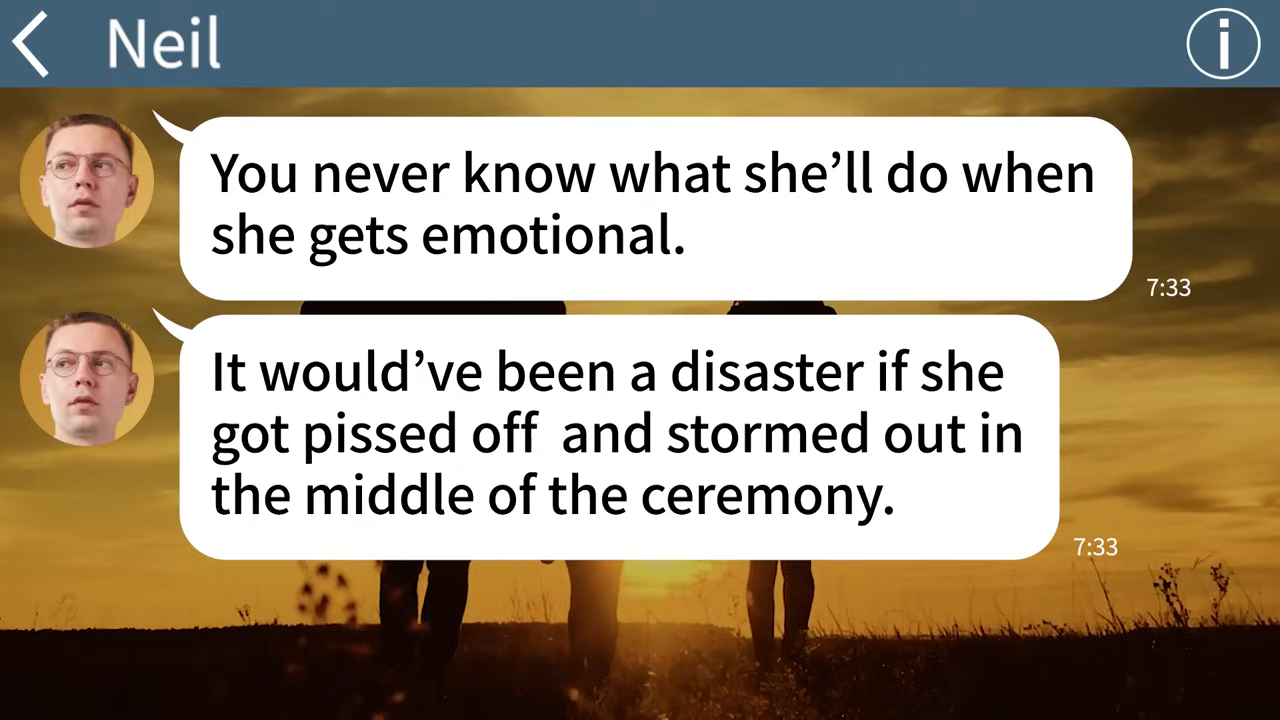 Neil
You never know what she’ll do when
she gets emotional.
7:33
It would’ve been a disaster if she
got pissed off  and stormed out in
the middle of the ceremony.
7:33